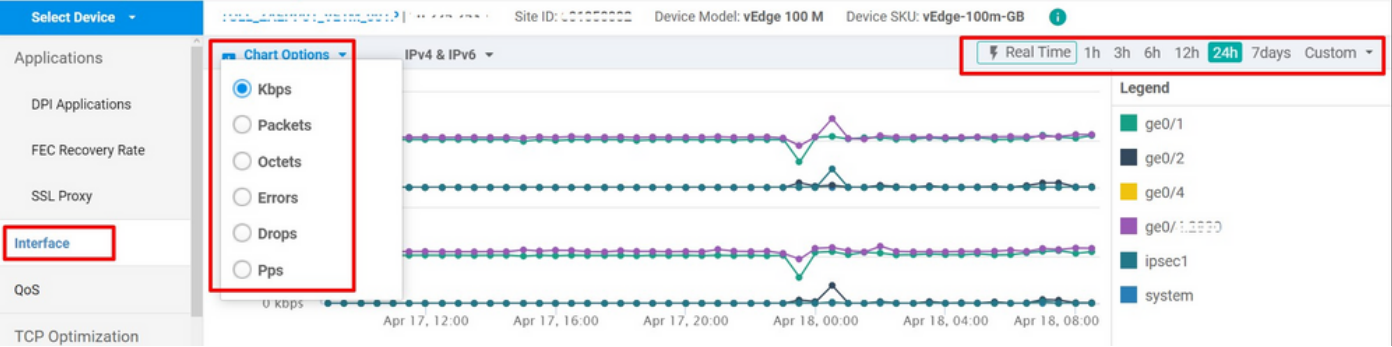 Select Device
Site ID: Device Model: vEdge 100 M Device SKU: vEdge-100m-GB i
Applications
DPI Applications
FEC Recovery Rate
SSL Proxy
Interface
QoS
TCP Optimization
Chart Options IPv4 & IPv6
Real Time 1h 3h 6h 12h 24h 7days Custom
Kbps
Packets
Octets
Errors
Drops
Pps
0 kbps
Apr 17, 12:00 Apr 17, 16:00 Apr 17, 20:00 Apr 18, 00:00 Apr 18, 04:00 Apr 18, 08:00
Legend
ge0/1
ge0/2
ge0/4
ge0/
ipsec1
system